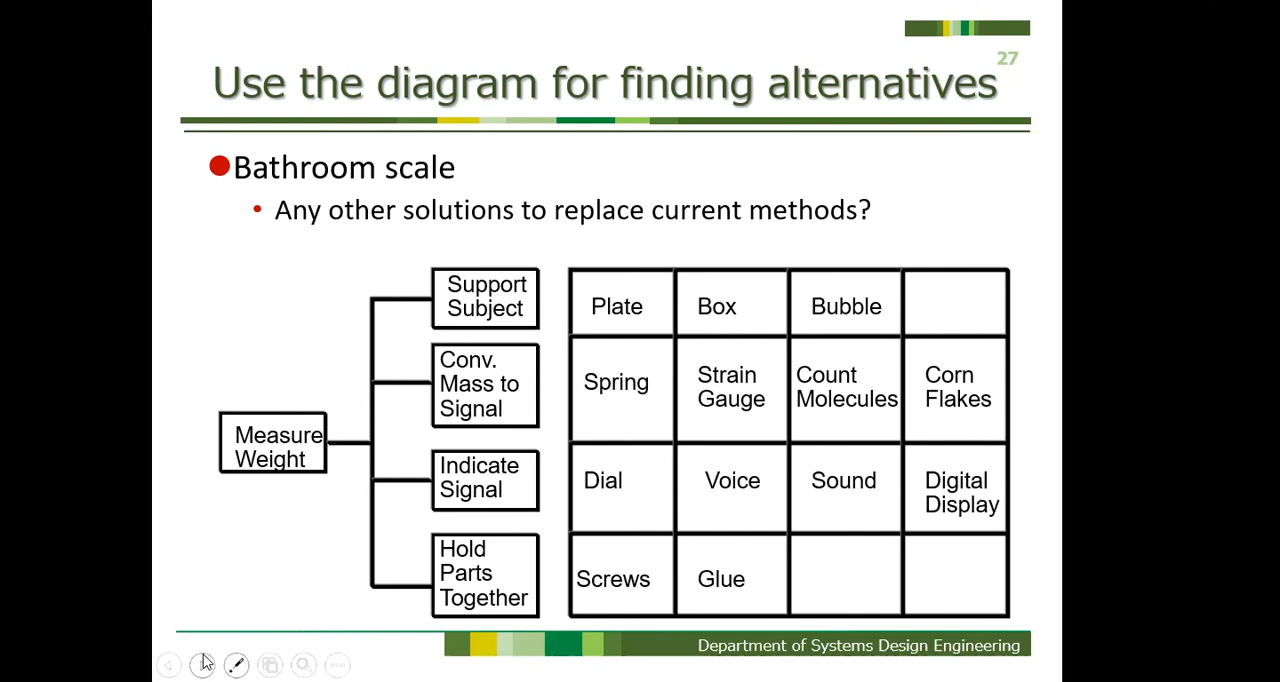 27
Use the diagram for finding alternatives
Bathroom scale
Any other solutions to replace current methods?
Measure
Weight
Support
Subject
Conv.
Mass to
Signal
Indicate
Signal
Hold
Parts
Together
Plate
Box
Bubble
Spring
Strain
Gauge
Count
Molecules
Corn
Flakes
Dial
Voice
Sound
Digital
Display
Screws
Glue
Department of Systems Design Engineering